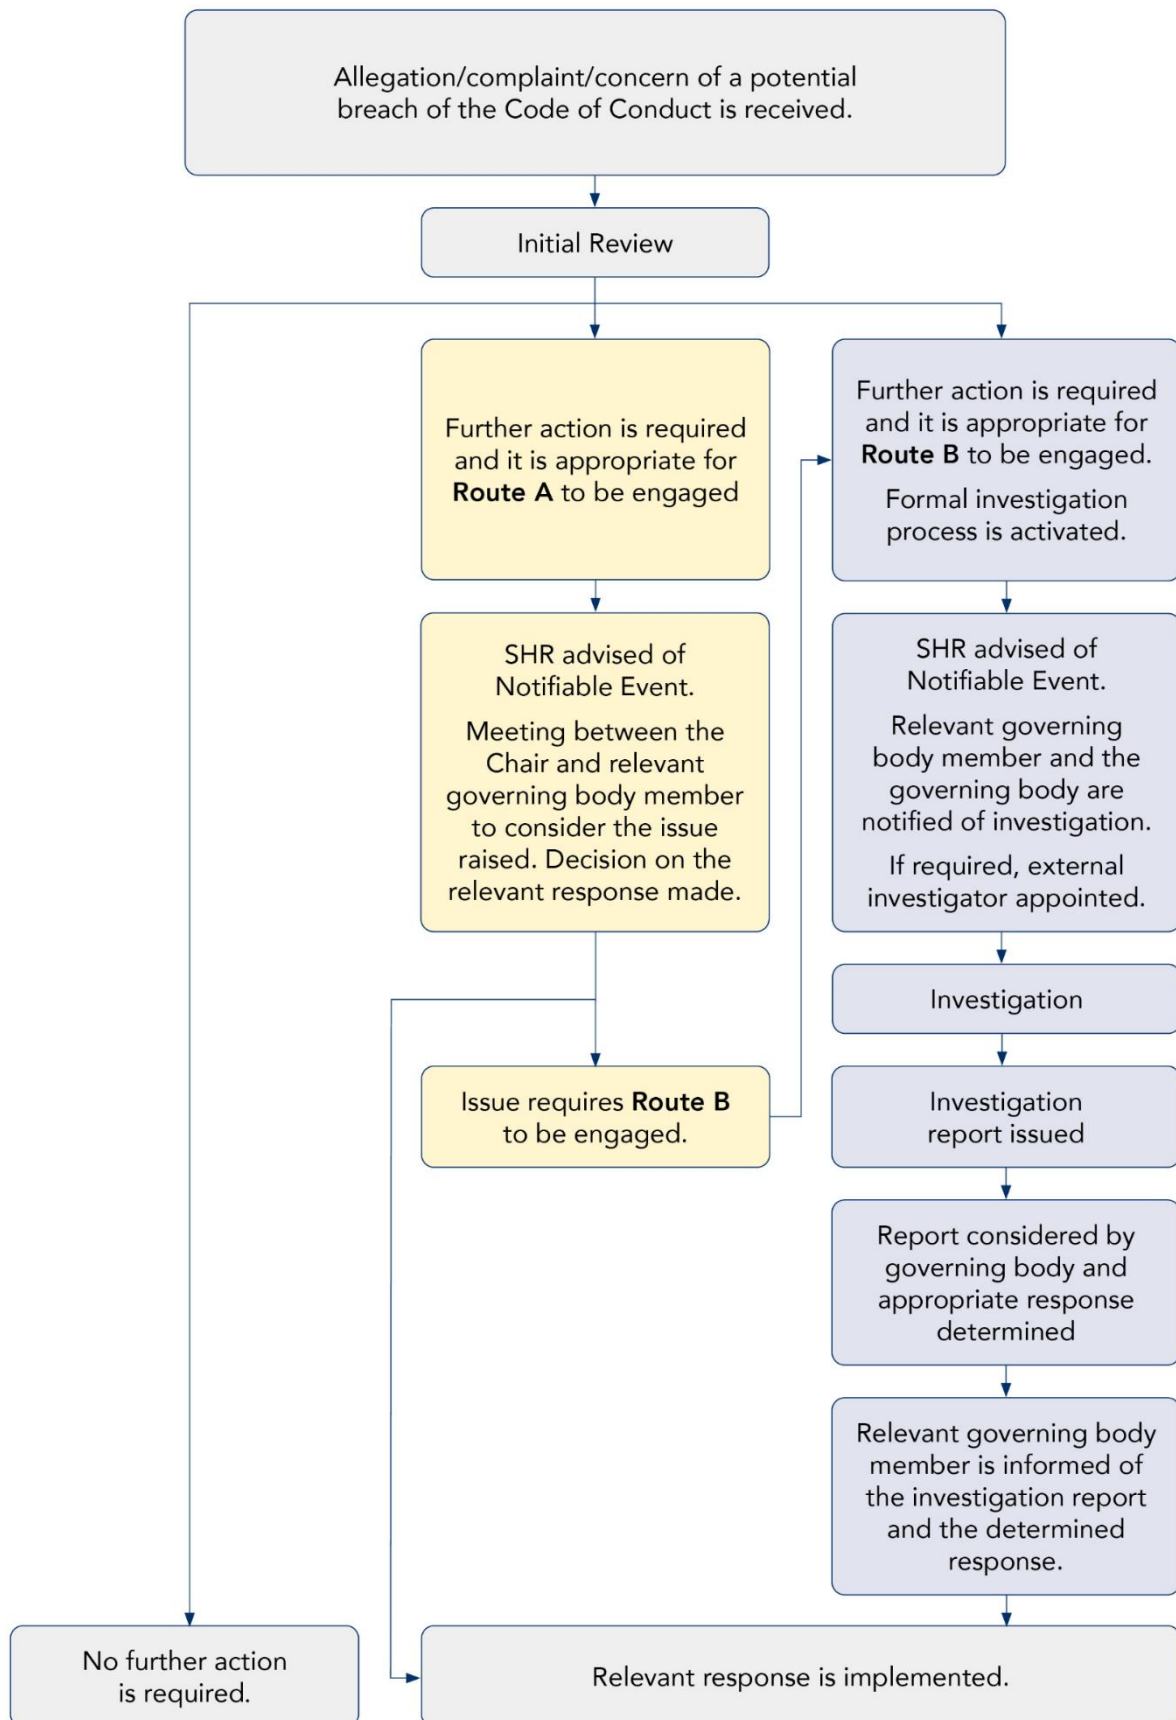 Allegation/complaint/concern of a potential
breach of the Code of Conduct is received.
Initial Review
Further action is required
and it is appropriate for
Route A to be engaged
SHR advised of
Notifiable Event.
Meeting between the
Chair and relevant
governing body member
to consider the issue
raised. Decision on the
relevant response made.
Issue requires Route B
to be engaged.
Further action is required
and it is appropriate for
Route B to be engaged.
Formal investigation
process is activated.
SHR advised of
Notifiable Event.
Relevant governing
body member and the
governing body are
notified of investigation.
If required, external
investigator appointed.
Investigation
Investigation
report issued
Report considered by
governing body and
appropriate response
determined
Relevant governing body
member is informed of
the investigation report
and the determined
response.
No further action
is required.
Relevant response is implemented.